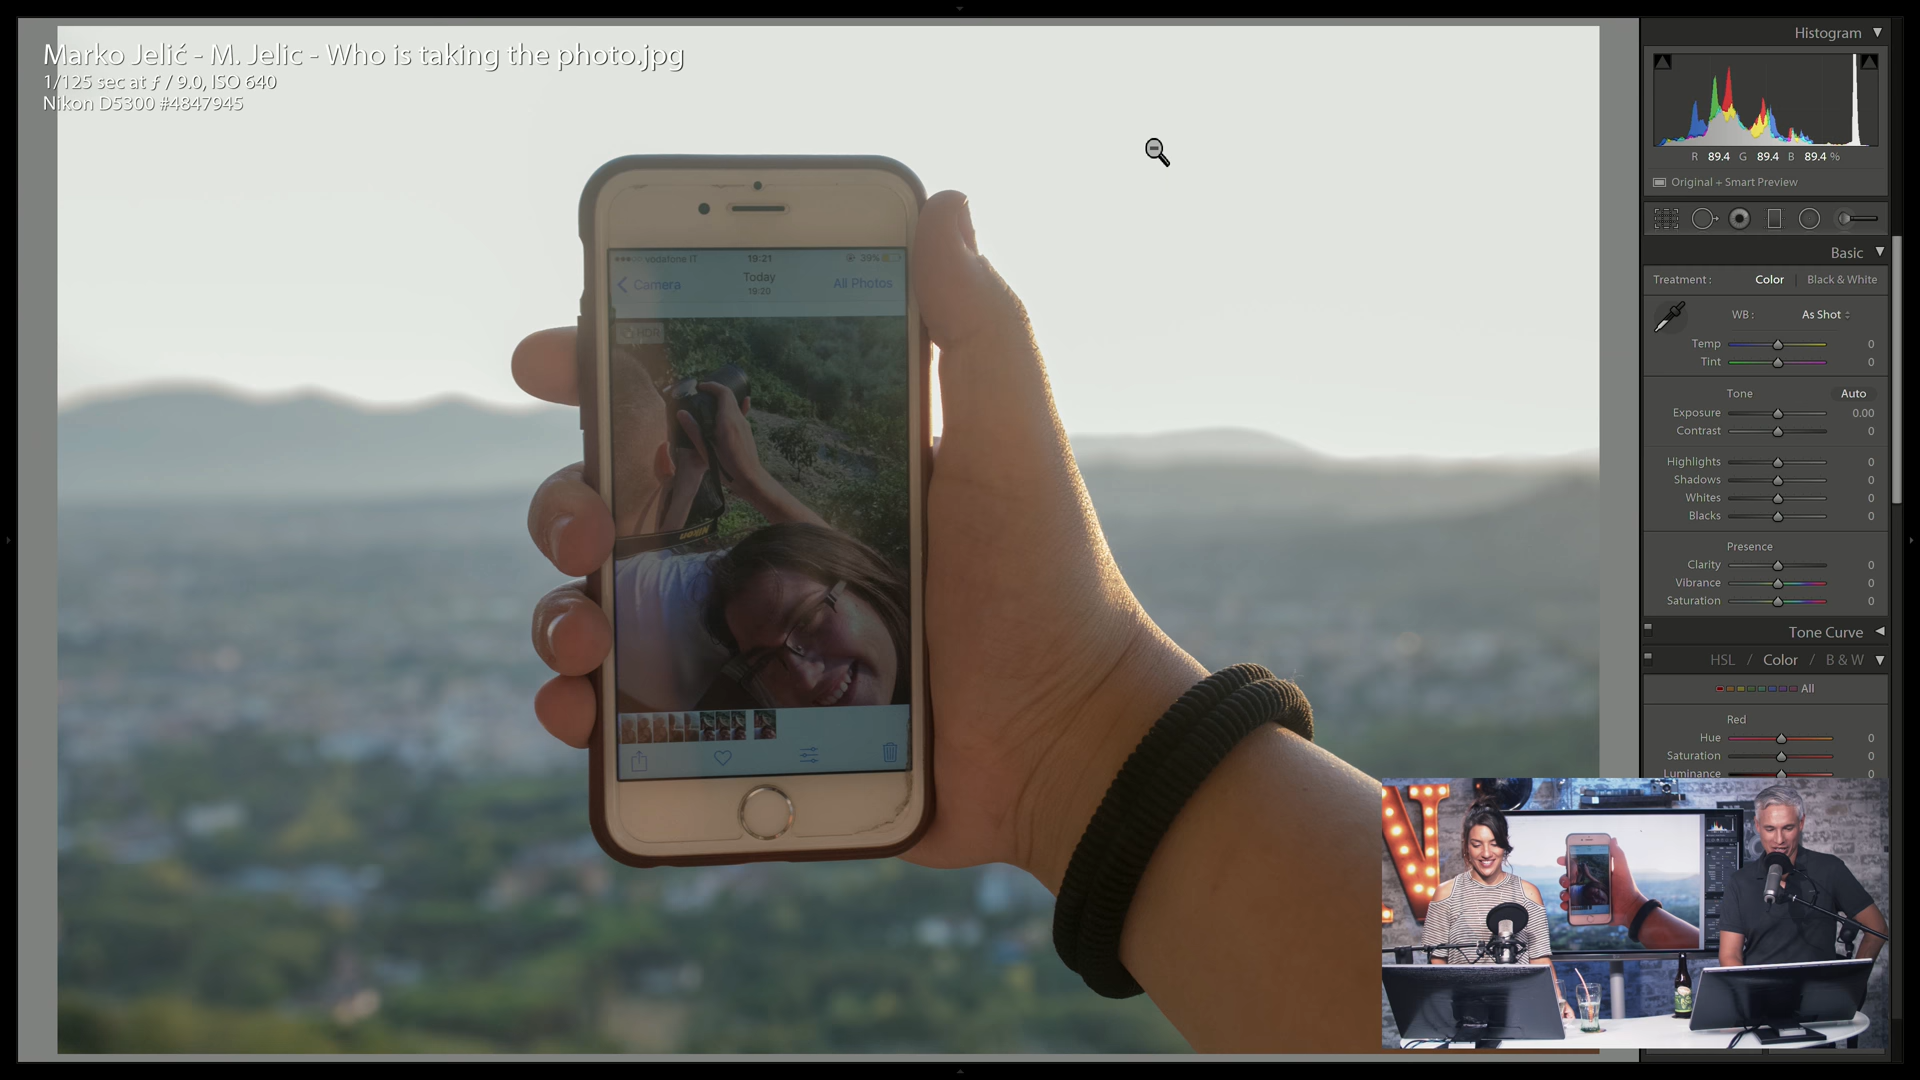 Marko Jelić - M. Jelic - Who is taking the photo.jpg
1/125 sec at ƒ / 9.0, ISO 640
Nikon D5300 #4847945
vodafone IT 19:21 39%
Camera Today All Photos
19:20
HDR
Nikon
Histogram
R 89.4 G 89.4 B 89.4 %
Original + Smart Preview
Basic
Treatment : Color Black & White
WB : As Shot
Temp 0
Tint 0
Tone Auto
Exposure 0.00
Contrast 0
Highlights 0
Shadows 0
Whites 0
Blacks 0
Presence
Clarity 0
Vibrance 0
Saturation 0
Tone Curve
HSL / Color / B & W
All
Red
Hue 0
Saturation 0
Luminance 0
N